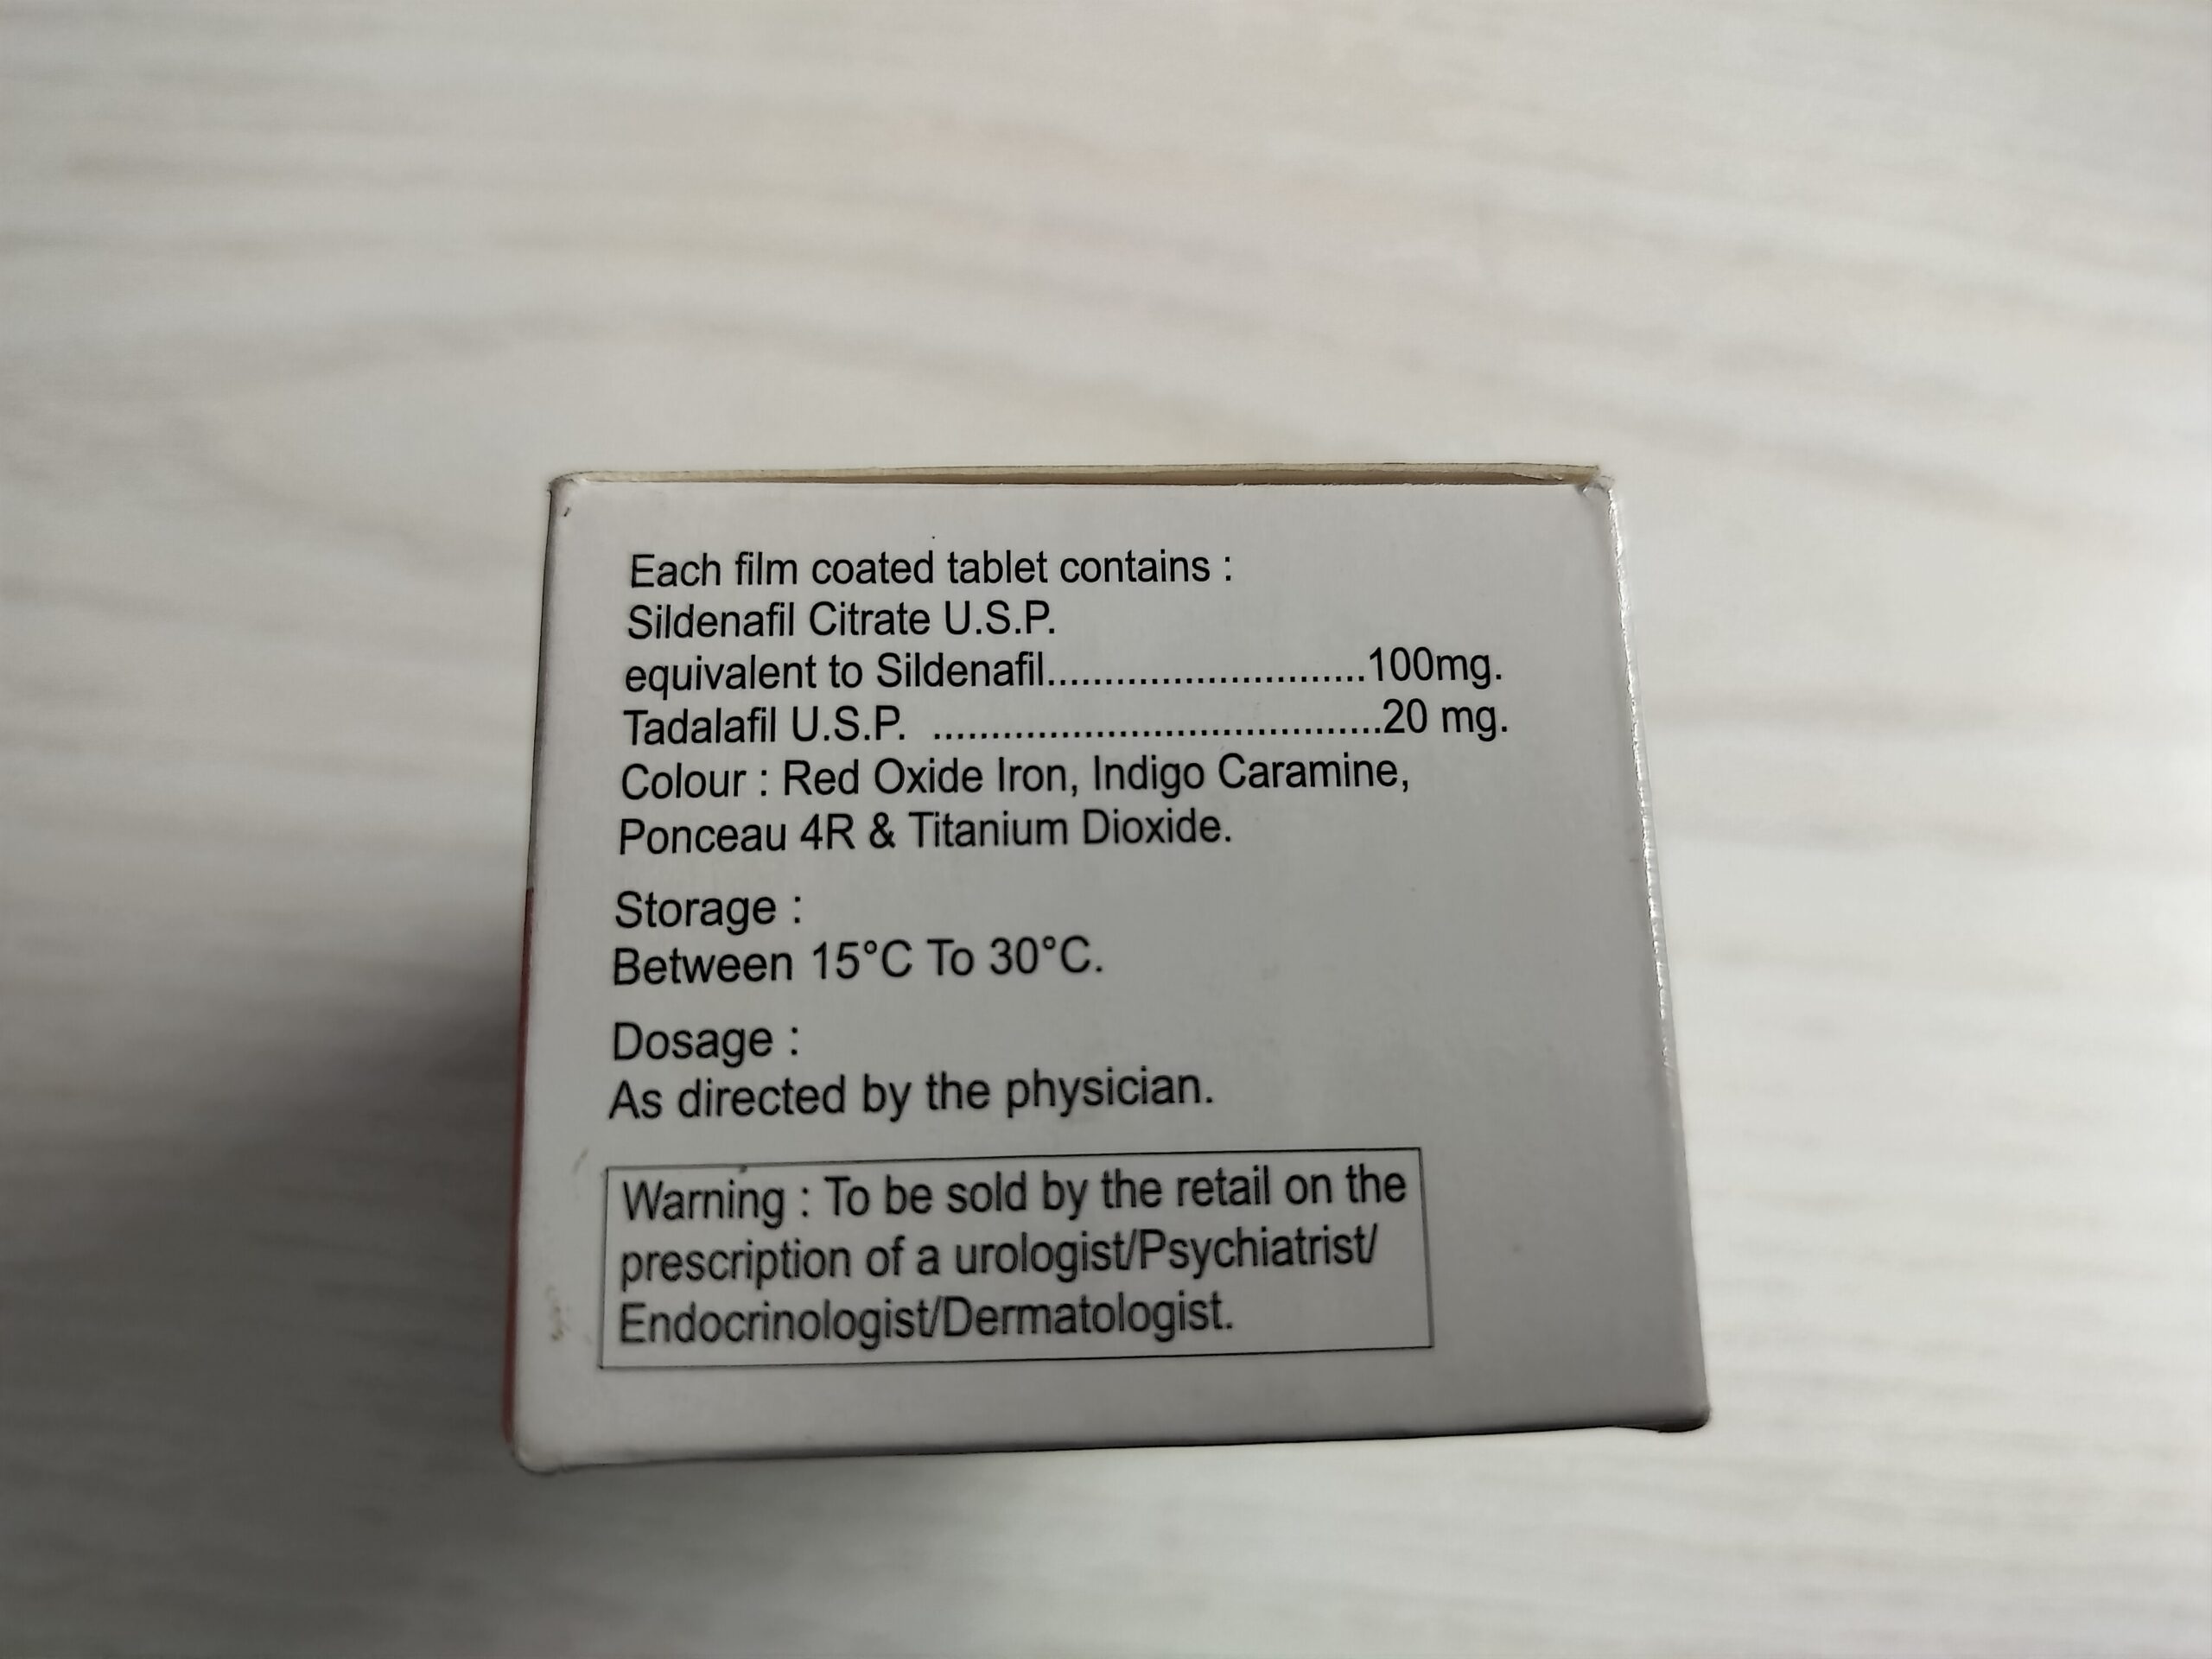 Each film coated tablet contains :
Sildenafil Citrate U.S.P.
equivalent to Sildenafil...........................100mg.
Tadalafil U.S.P. ......................................20 mg.
Colour : Red Oxide Iron, Indigo Caramine,
Ponceau 4R & Titanium Dioxide.
Storage :
Between 15°C To 30°C.
Dosage :
As directed by the physician.
Warning : To be sold by the retail on the
prescription of a urologist/Psychiatrist/
Endocrinologist/Dermatologist.